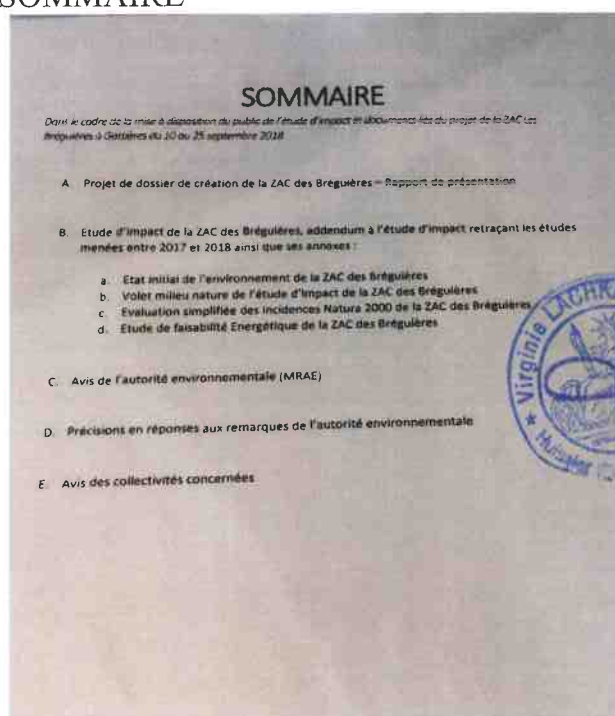 SOMMAIRE
SOMMAIRE
Dans le cadre de la mise à disposition du public de l'étude d'impact et documents liés du projet de la ZAC Les
Bréguières à Gattières du 10 au 25 septembre 2018
A. Projet de dossier de création de la ZAC des Bréguières – Rapport de présentation
B. Etude d'impact de la ZAC des Bréguières, addendum à l'étude d'impact retraçant les études
menées entre 2017 et 2018 ainsi que ses annexes :
a. Etat initial de l'environnement de la ZAC des Bréguières
b. Volet milieu nature de l'étude d'impact de la ZAC des Bréguières
c. Evaluation simplifiée des incidences Natura 2000 de la ZAC des Bréguières
d. Etude de faisabilité Energétique de la ZAC des Bréguières
C. Avis de l'autorité environnementale (MRAE)
D. Précisions en réponses aux remarques de l'autorité environnementale
E. Avis des collectivités concernées
Virginie LACHKA
Huissier